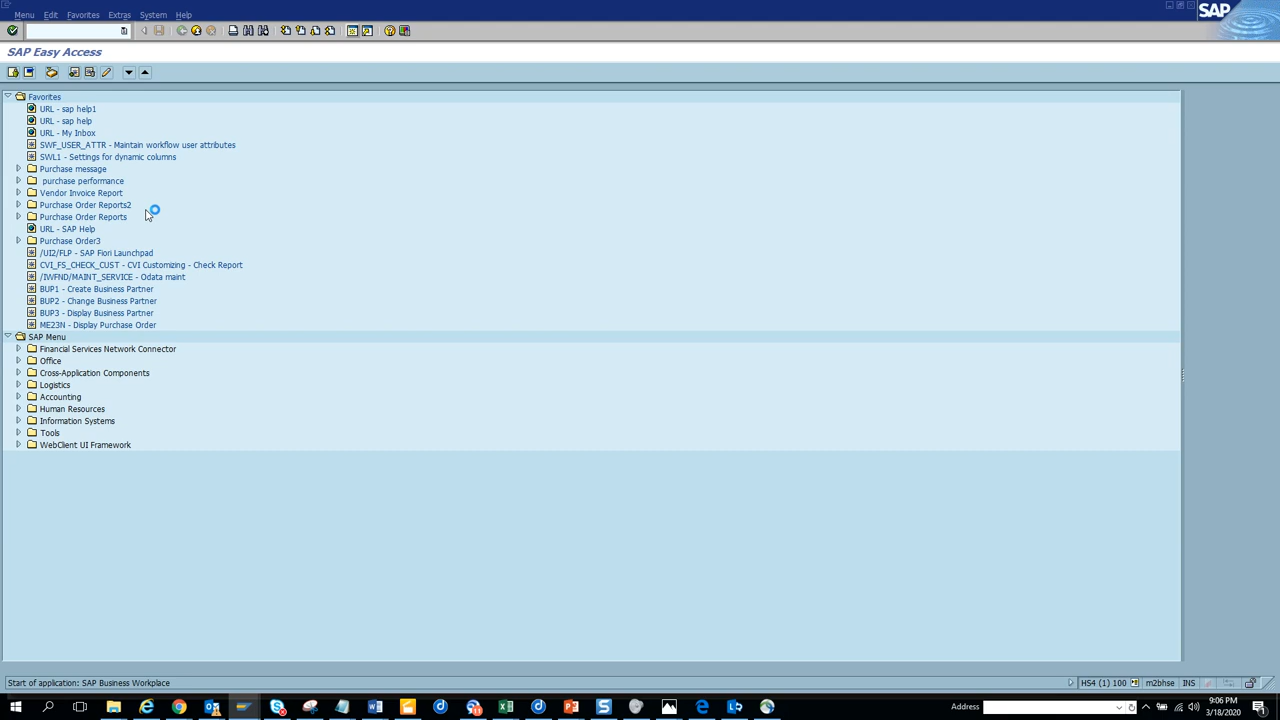 Menu Edit Favorites Extras System Help
SAP
SAP Easy Access
Favorites
URL - sap help1
URL - sap help
URL - My Inbox
SWF_USER_ATTR - Maintain workflow user attributes
SWL1 - Settings for dynamic columns
Purchase message
purchase performance
Vendor Invoice Report
Purchase Order Reports2
Purchase Order Reports
URL - SAP Help
Purchase Order3
/UI2/FLP - SAP Fiori Launchpad
CVI_FS_CHECK_CUST - CVI Customizing - Check Report
/IWFND/MAINT_SERVICE - Odata maint
BUP1 - Create Business Partner
BUP2 - Change Business Partner
BUP3 - Display Business Partner
ME23N - Display Purchase Order
SAP Menu
Financial Services Network Connector
Office
Cross-Application Components
Logistics
Accounting
Human Resources
Information Systems
Tools
WebClient UI Framework
Start of application: SAP Business Workplace
HS4 (1) 100 m2bhse INS
Address
9:06 PM
3/18/2020